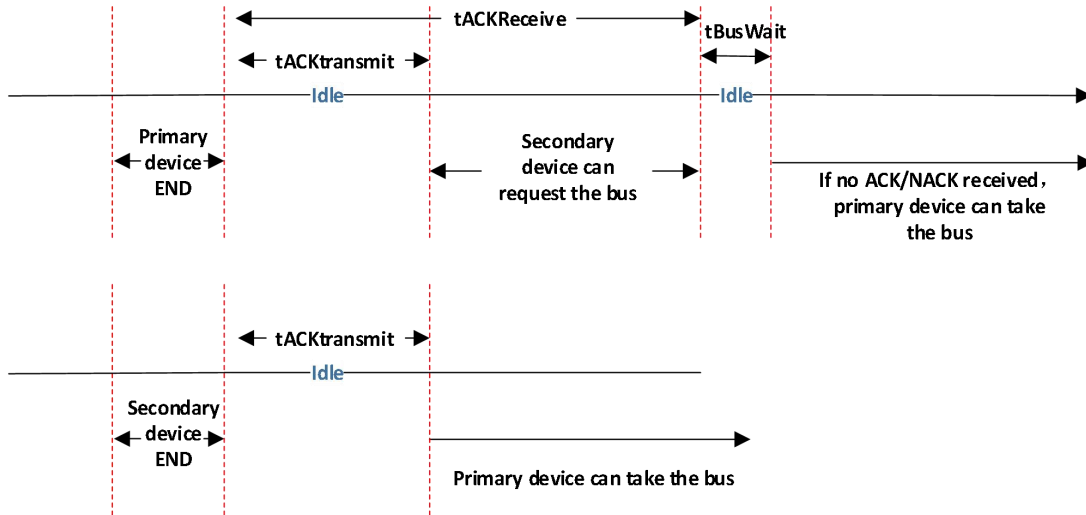 tACKReceive
tBusWait
tACKtransmit
Idle
Idle
Primary
device
END
Secondary
device can
request the bus
If no ACK/NACK received，
primary device can take
the bus
tACKtransmit
Idle
Secondary
device
END
Primary device can take the bus